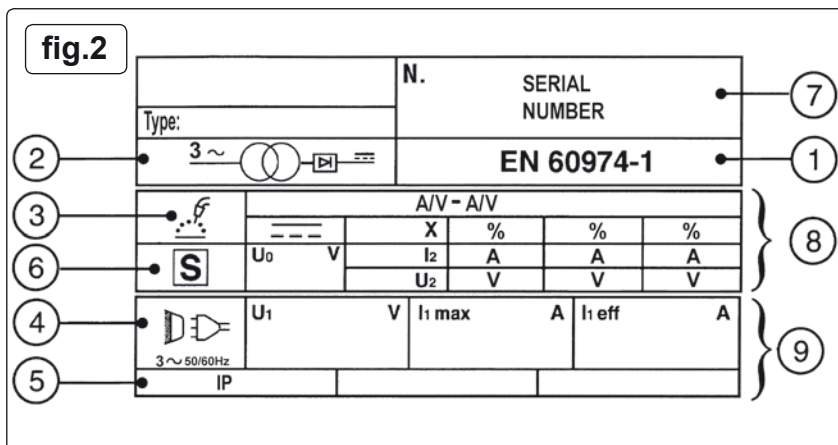 fig.2
N. SERIAL NUMBER
7
Type:
2
3 ~
EN 60974-1
1
3
A/V - A/V
X % % %
8
6
S
U0 V
I2 A A A
U2 V V V
4
U1 V
I1 max A
I1 eff A
3 ~ 50/60Hz
9
5
IP